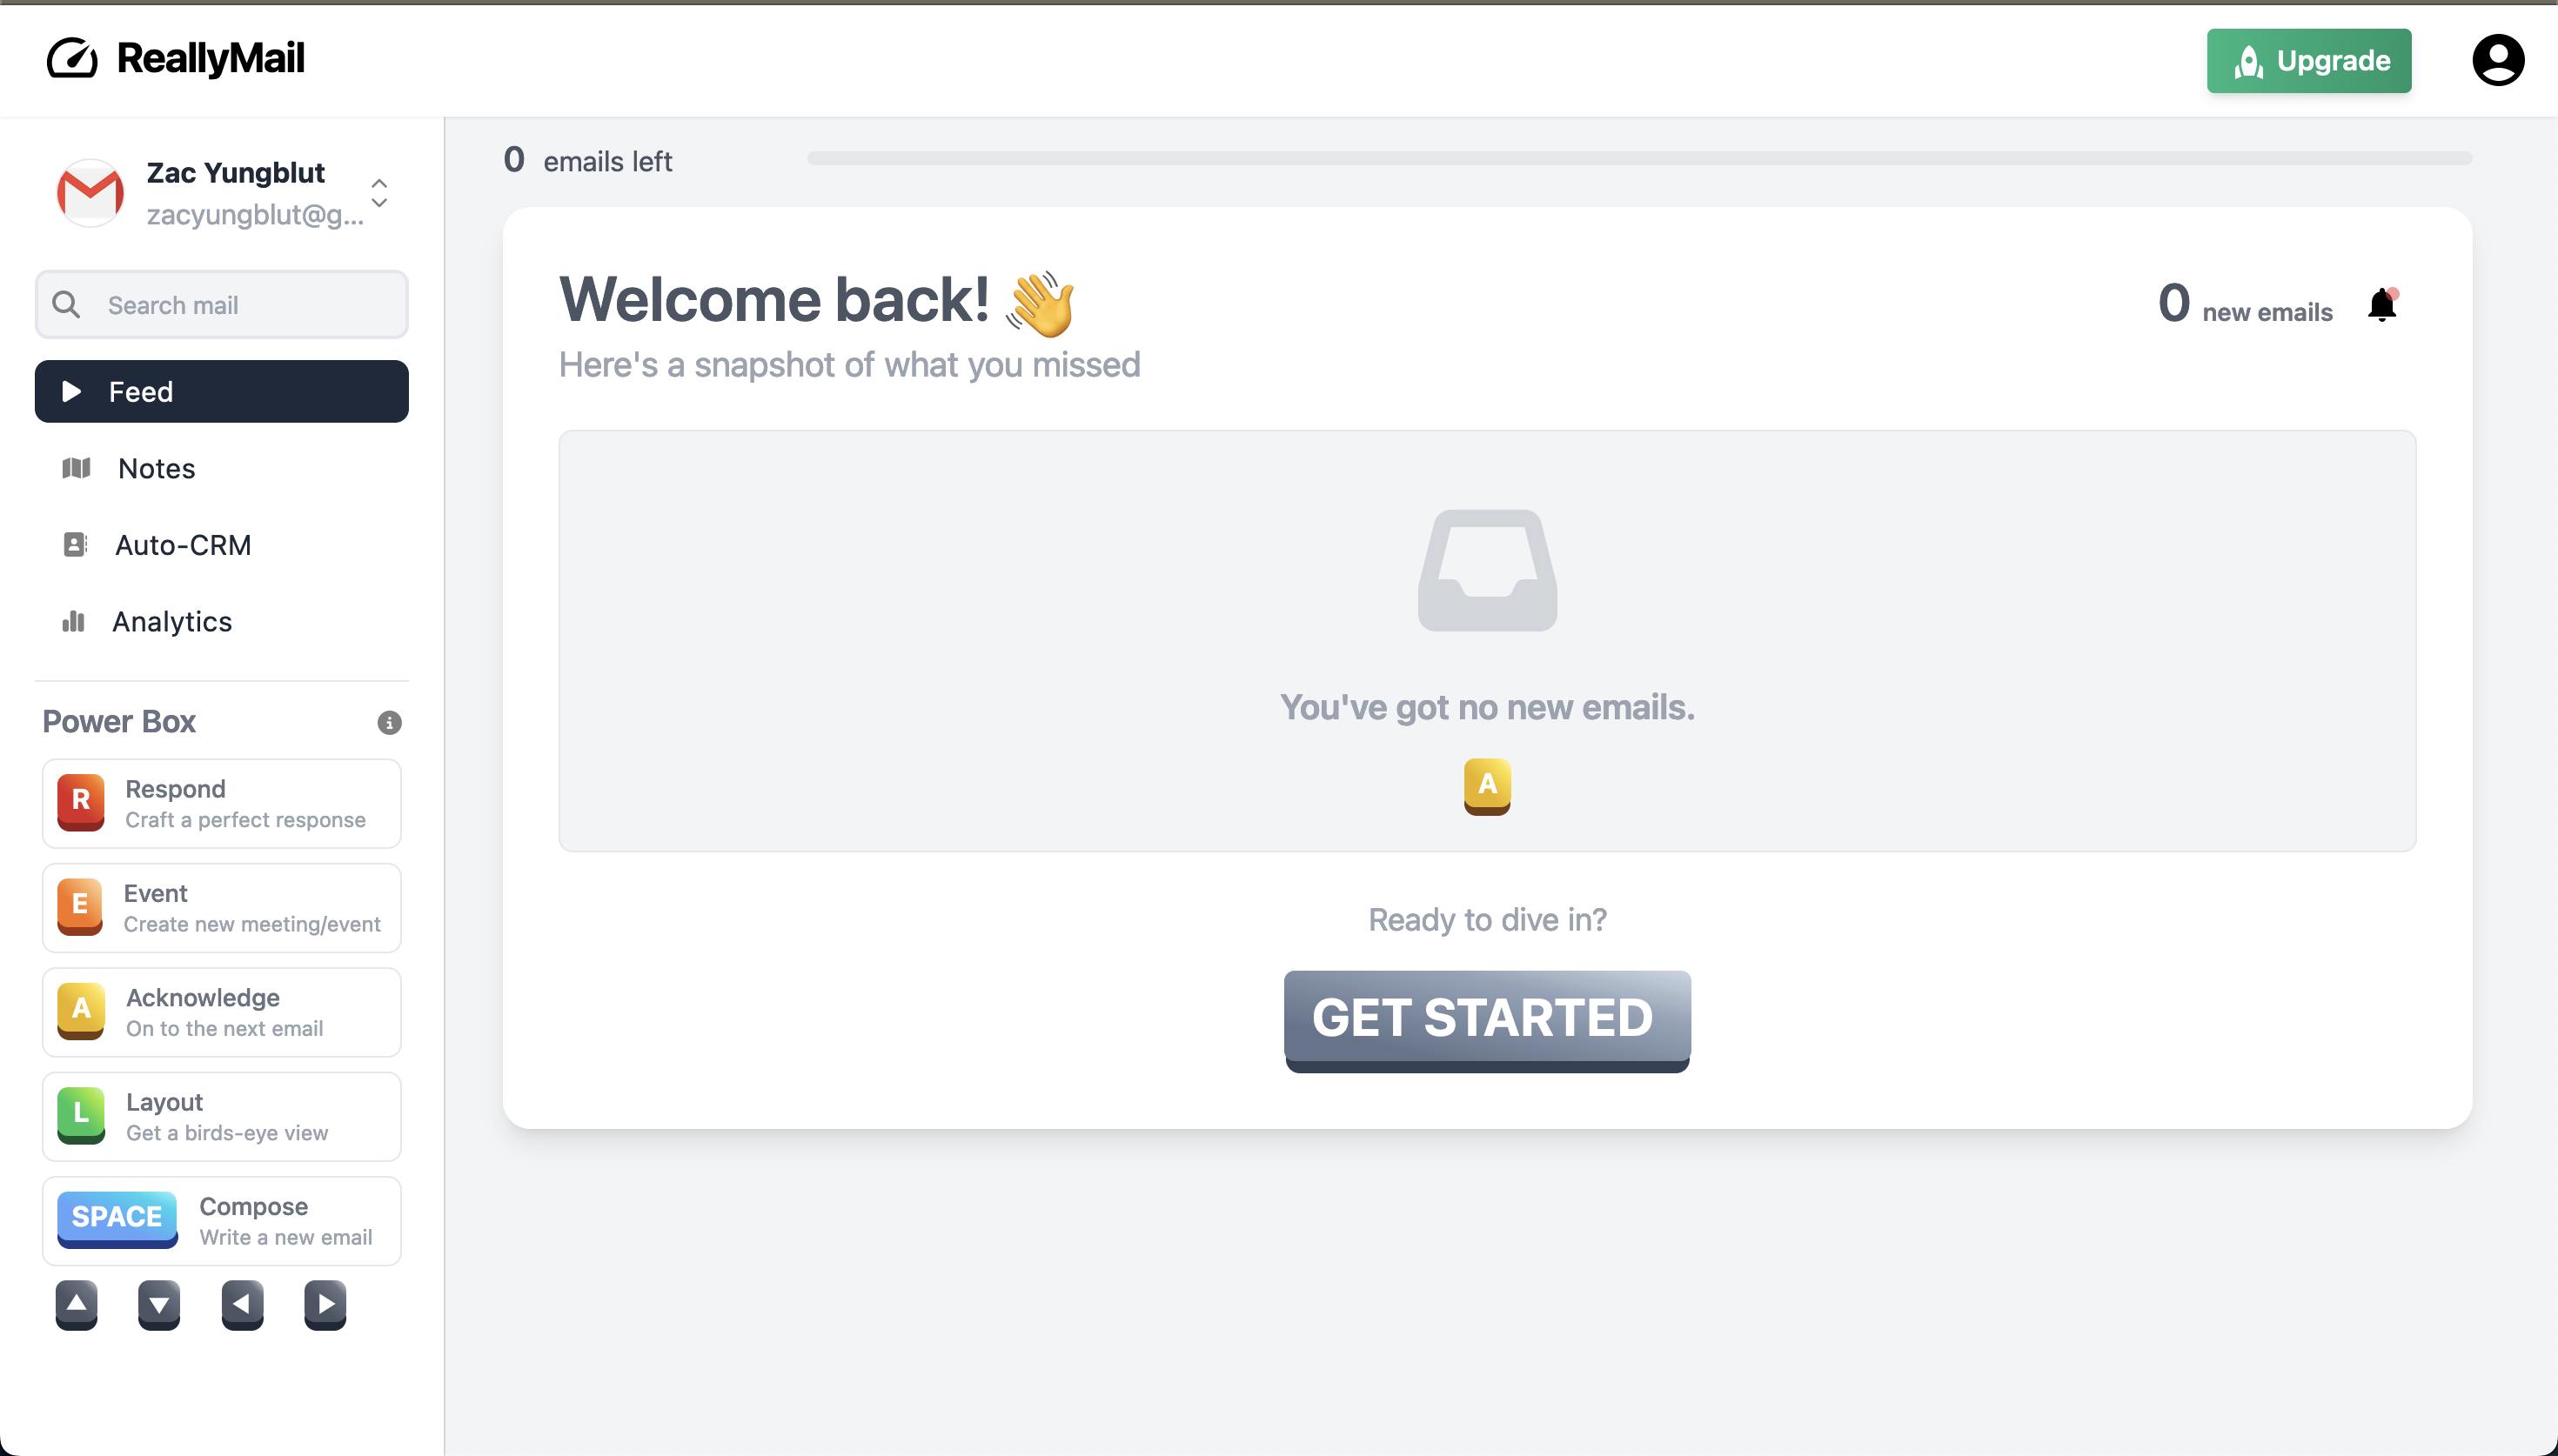 ReallyMail
Upgrade
Zac Yungblut
zacyungblut@g...
Search mail
Feed
Notes
Auto-CRM
Analytics
Power Box
R
Respond
Craft a perfect response
E
Event
Create new meeting/event
A
Acknowledge
On to the next email
L
Layout
Get a birds-eye view
SPACE
Compose
Write a new email
0 emails left
Welcome back! 👋
Here's a snapshot of what you missed
0 new emails
You've got no new emails.
A
Ready to dive in?
GET STARTED